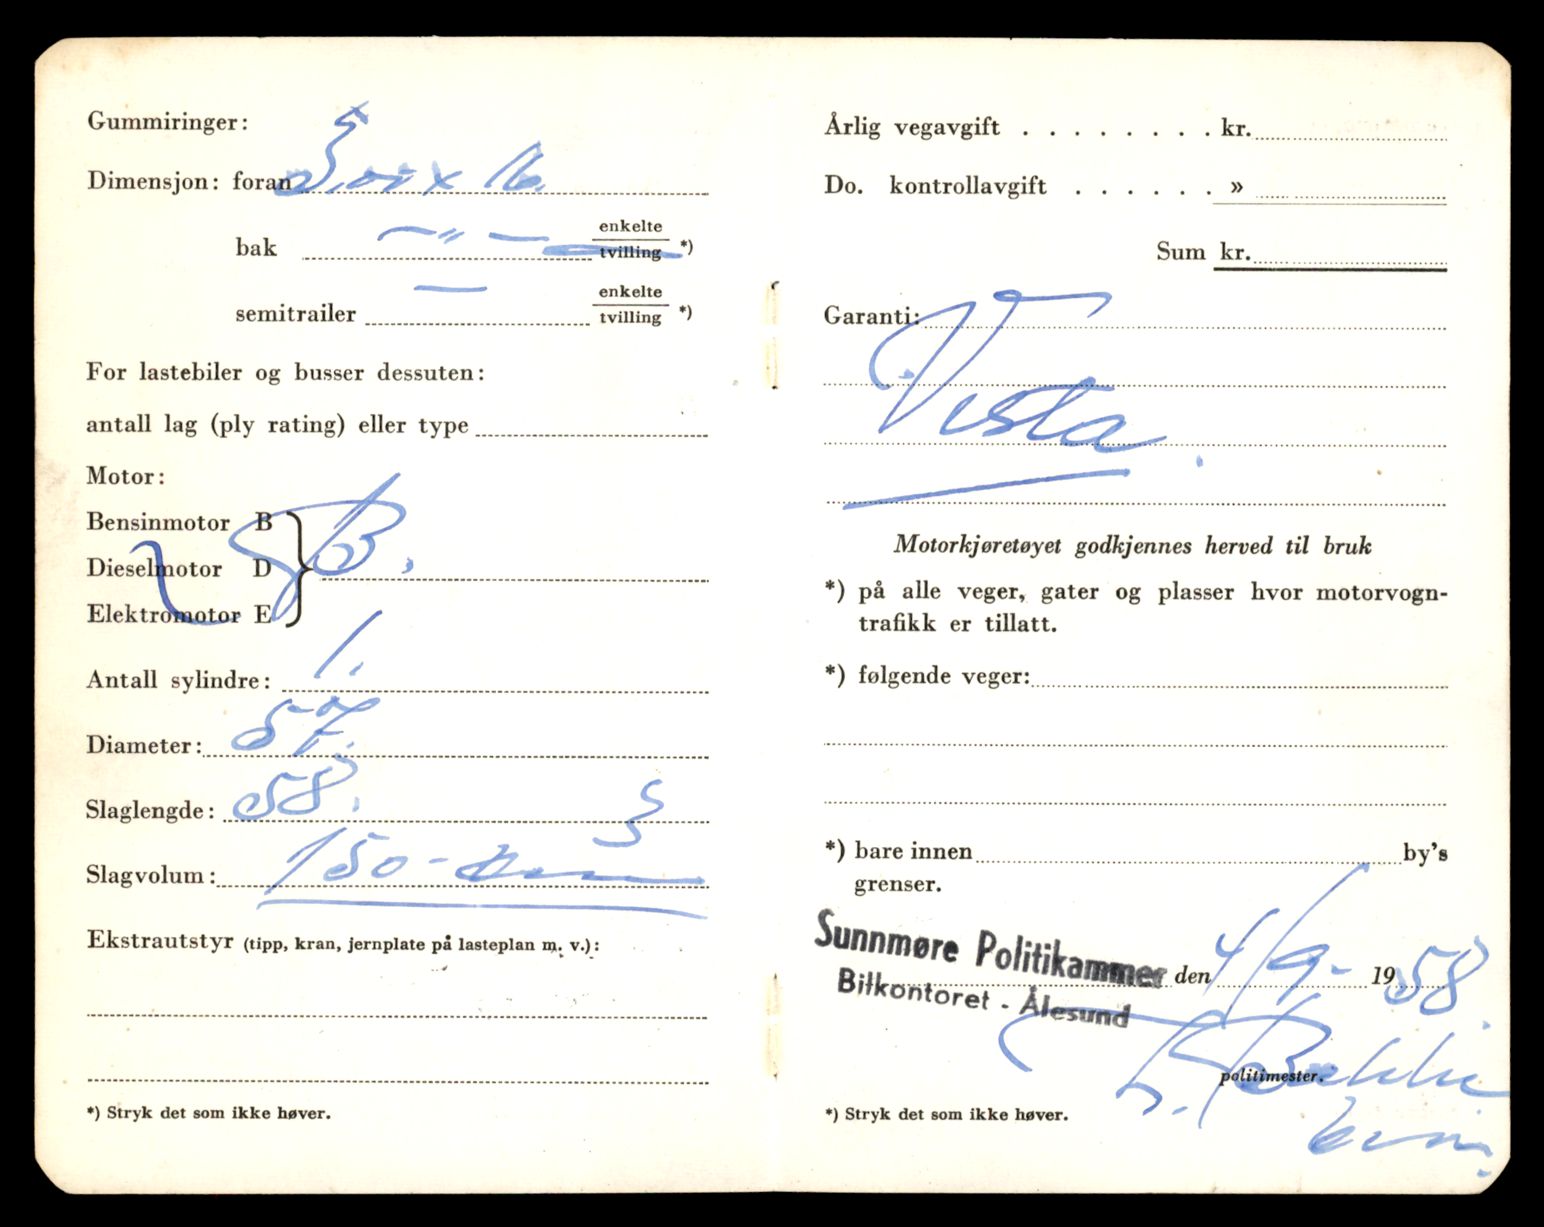 Gummiringer:
Dimensjon: foran 3.00 x 16.
bak —„— enkelte
tvilling *)
semitrailer — enkelte
tvilling *)
For lastebiler og busser dessuten:
antall lag (ply rating) eller type
Motor:
Bensinmotor B
Dieselmotor D B.
Elektromotor E
Antall sylindre: 1.
Diameter: 57.
Slaglengde: 58.
Slagvolum: 150 - 3
Ekstrautstyr (tipp, kran, jernplate på lasteplan m. v.):
*) Stryk det som ikke høver.
Årlig vegavgift . . . . . . . . kr.
Do. kontrollavgift . . . . . . »
Sum kr.
Garanti:
Vesta.
Motorkjøretøyet godkjennes herved til bruk
*) på alle veger, gater og plasser hvor motorvogn-
trafikk er tillatt.
*) følgende veger:
*) bare innen by's
grenser.
Sunnmøre Politikammer den 4/9 - 1958.
Bilkontoret - Ålesund
politimester.
*) Stryk det som ikke høver.